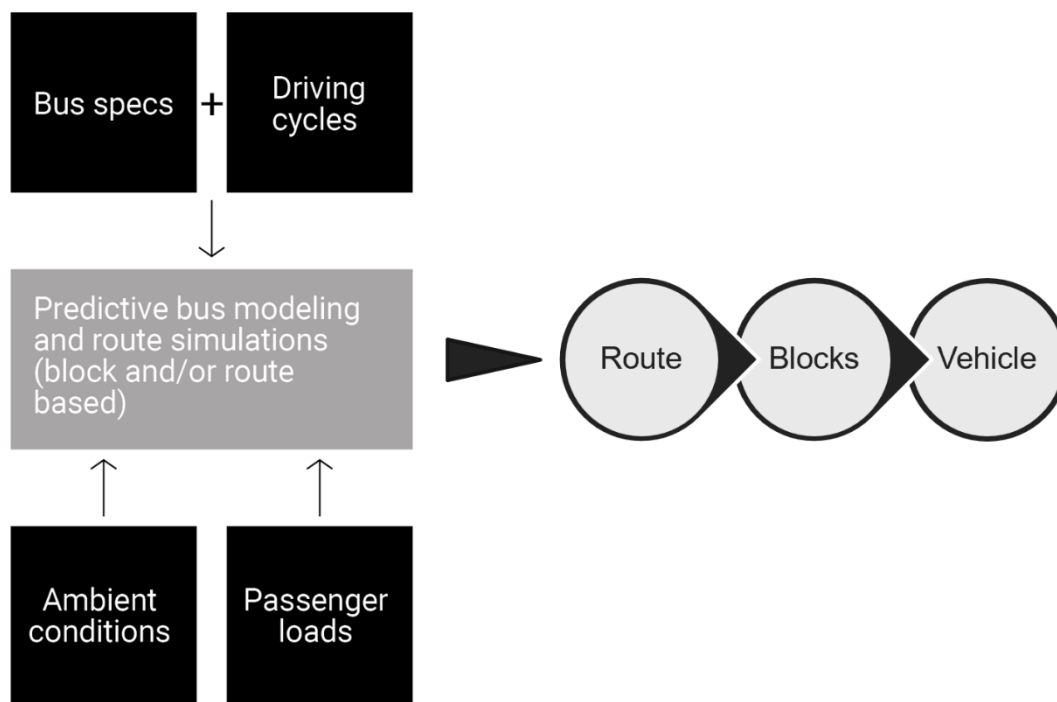 Bus specs
+
Driving
cycles
Predictive bus modeling
and route simulations
(block and/or route
based)
Route
Blocks
Vehicle
Ambient
conditions
Passenger
loads